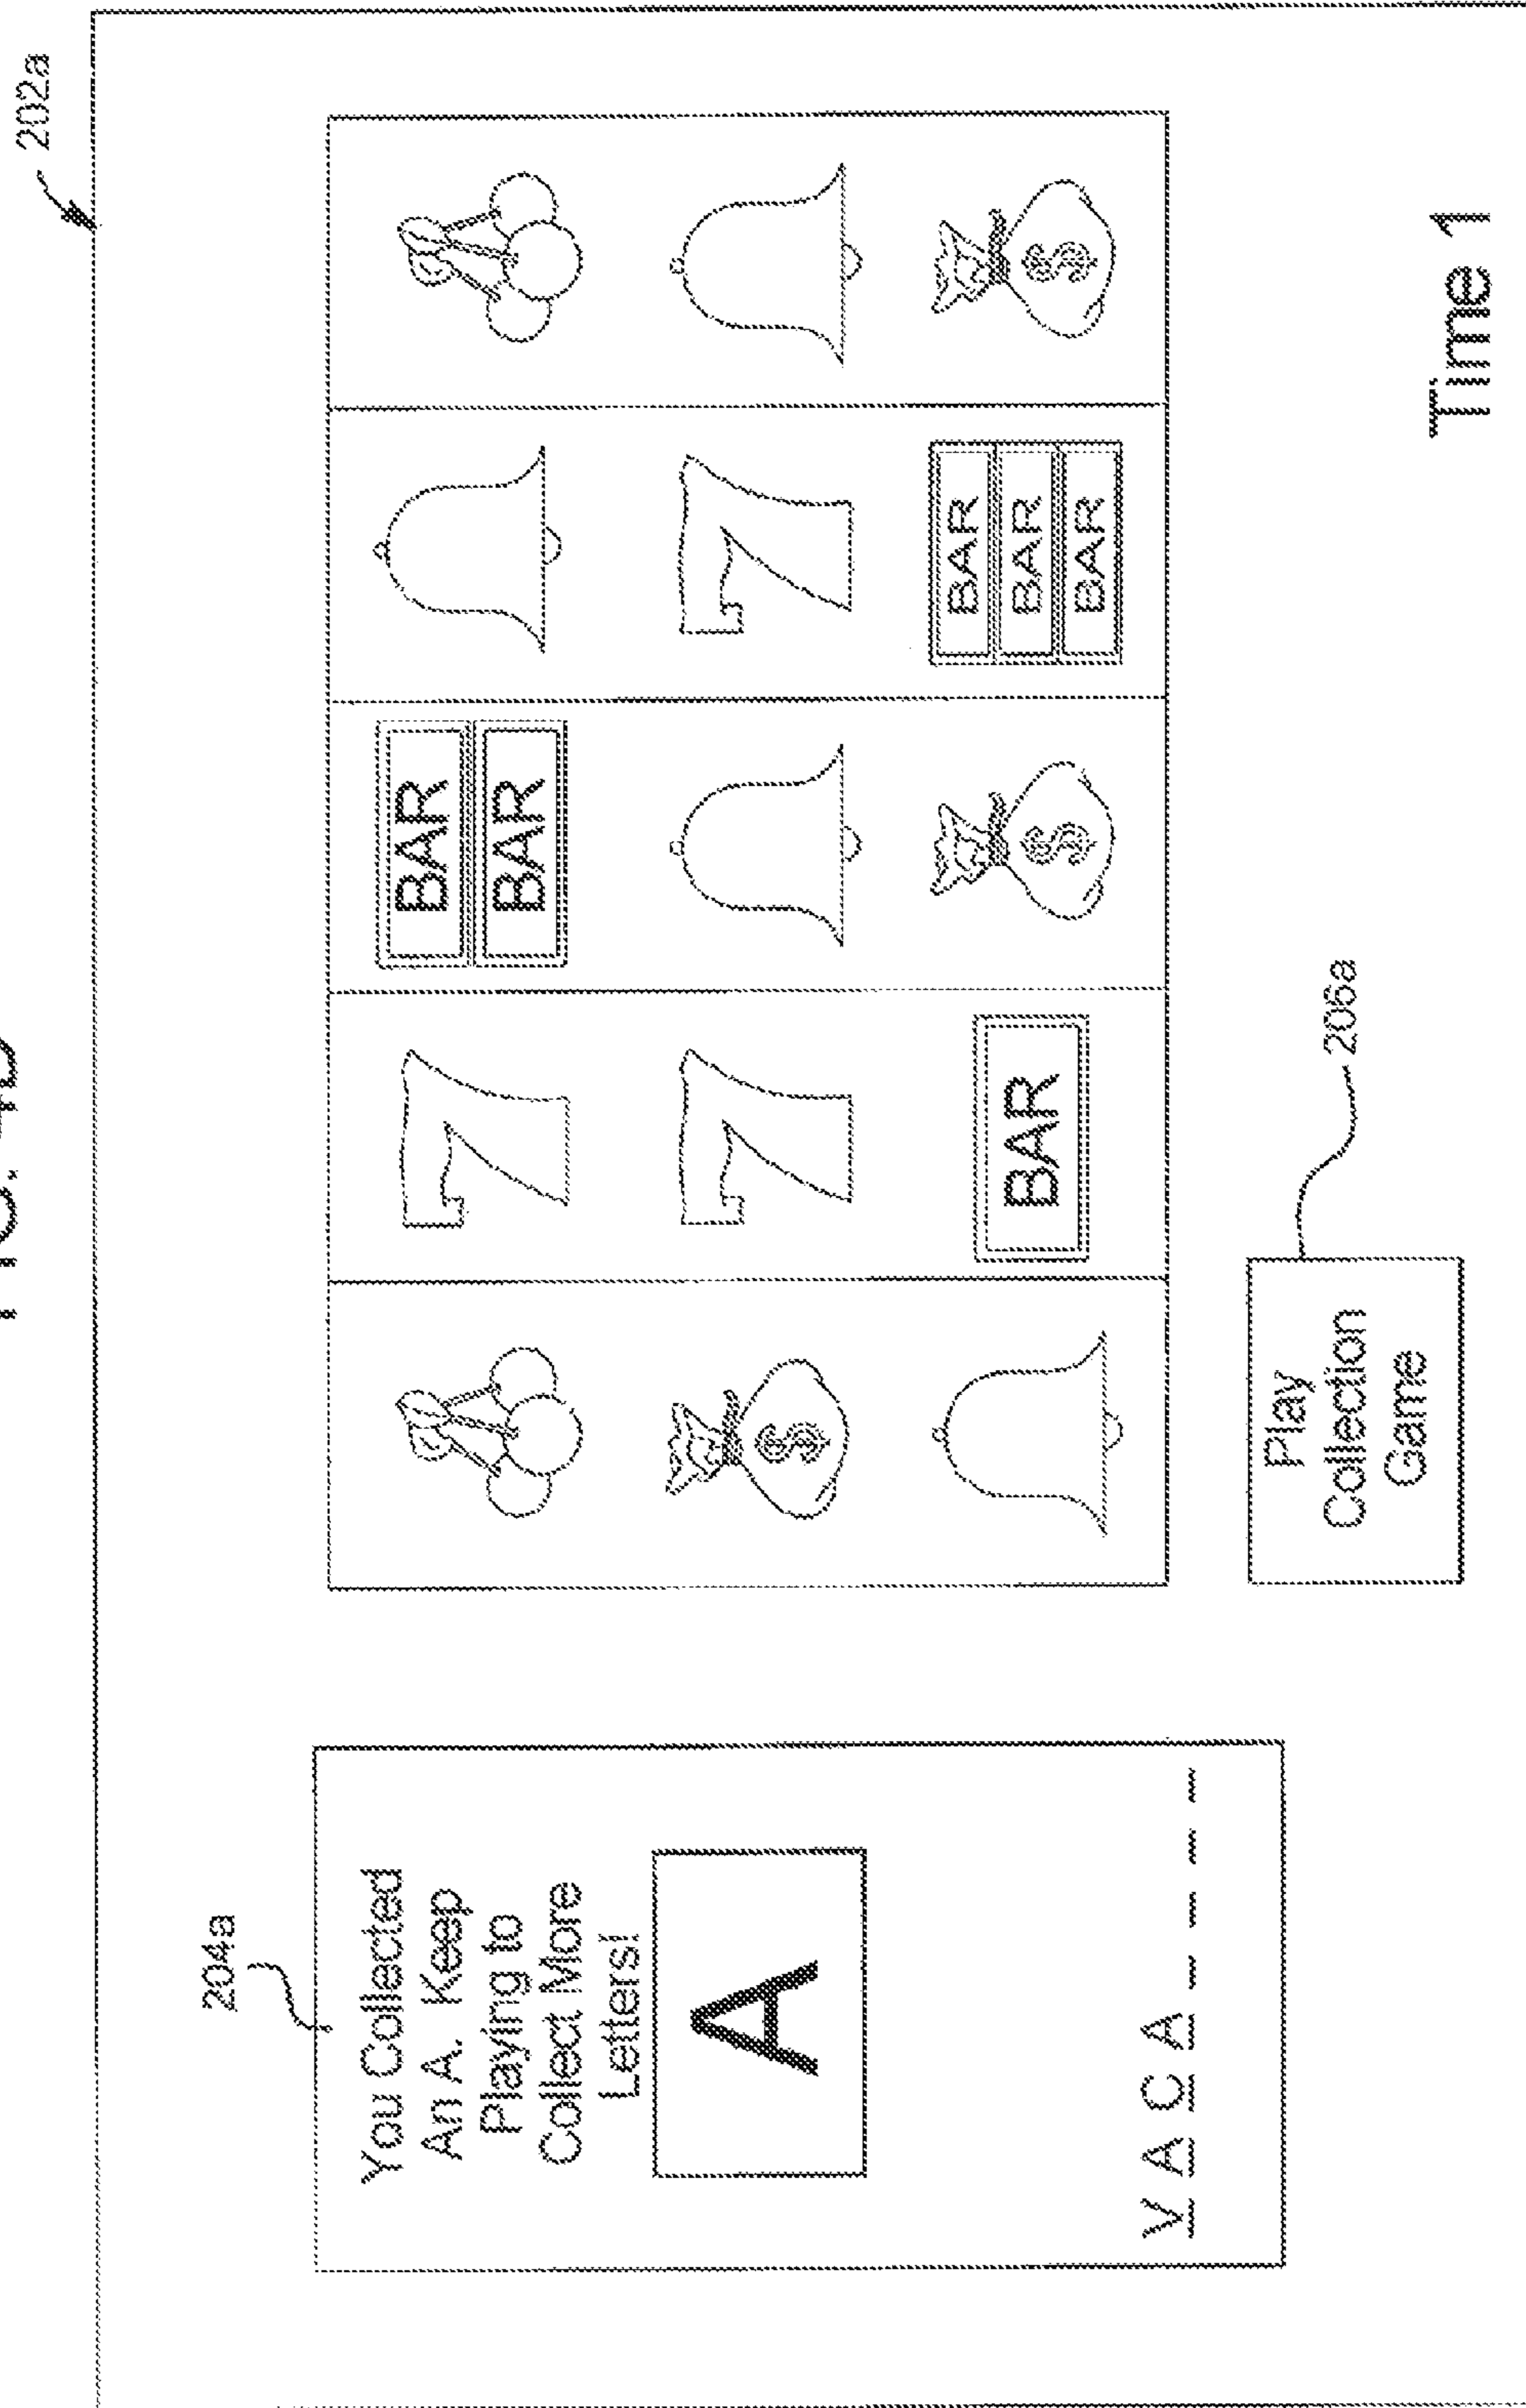 202a
204a
You Collected
An A. Keep
Playing to
Collect More
Letters!
A
V A C A _ _ _ _
BAR
BAR
BAR
BAR
BAR
BAR
Play
Collection
Game
206a
Time 1